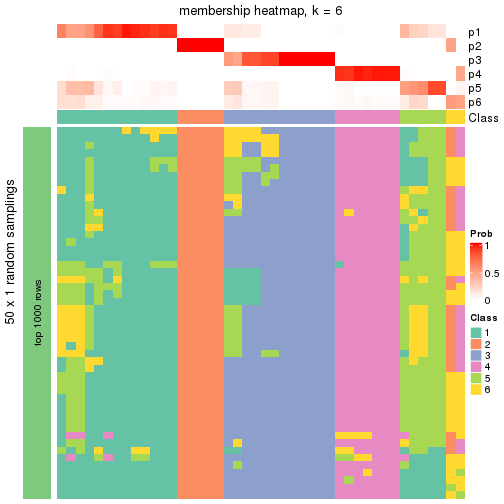 membership heatmap, k = 6
p1
p2
p3
p4
p5
p6
Class
50 x 1 random samplings
top 1000 rows
Prob
1
0.5
0
Class
1
2
3
4
5
6